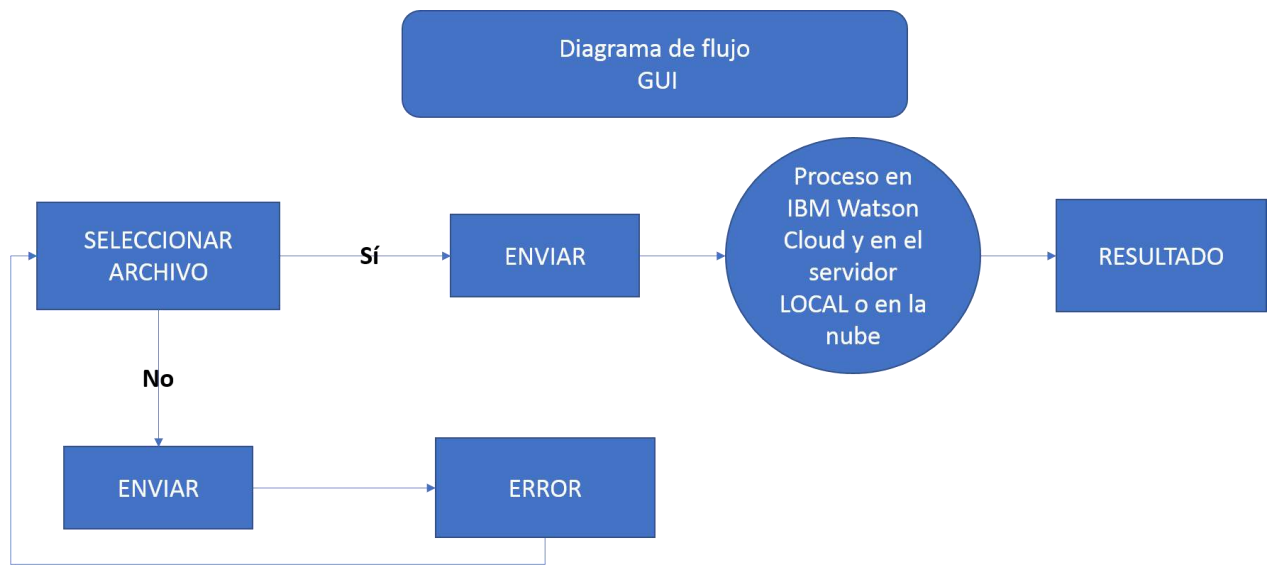 Diagrama de flujo
GUI
SELECCIONAR
ARCHIVO
Sí
ENVIAR
Proceso en
IBM Watson
Cloud y en el
servidor
LOCAL o en la
nube
RESULTADO
No
ENVIAR
ERROR